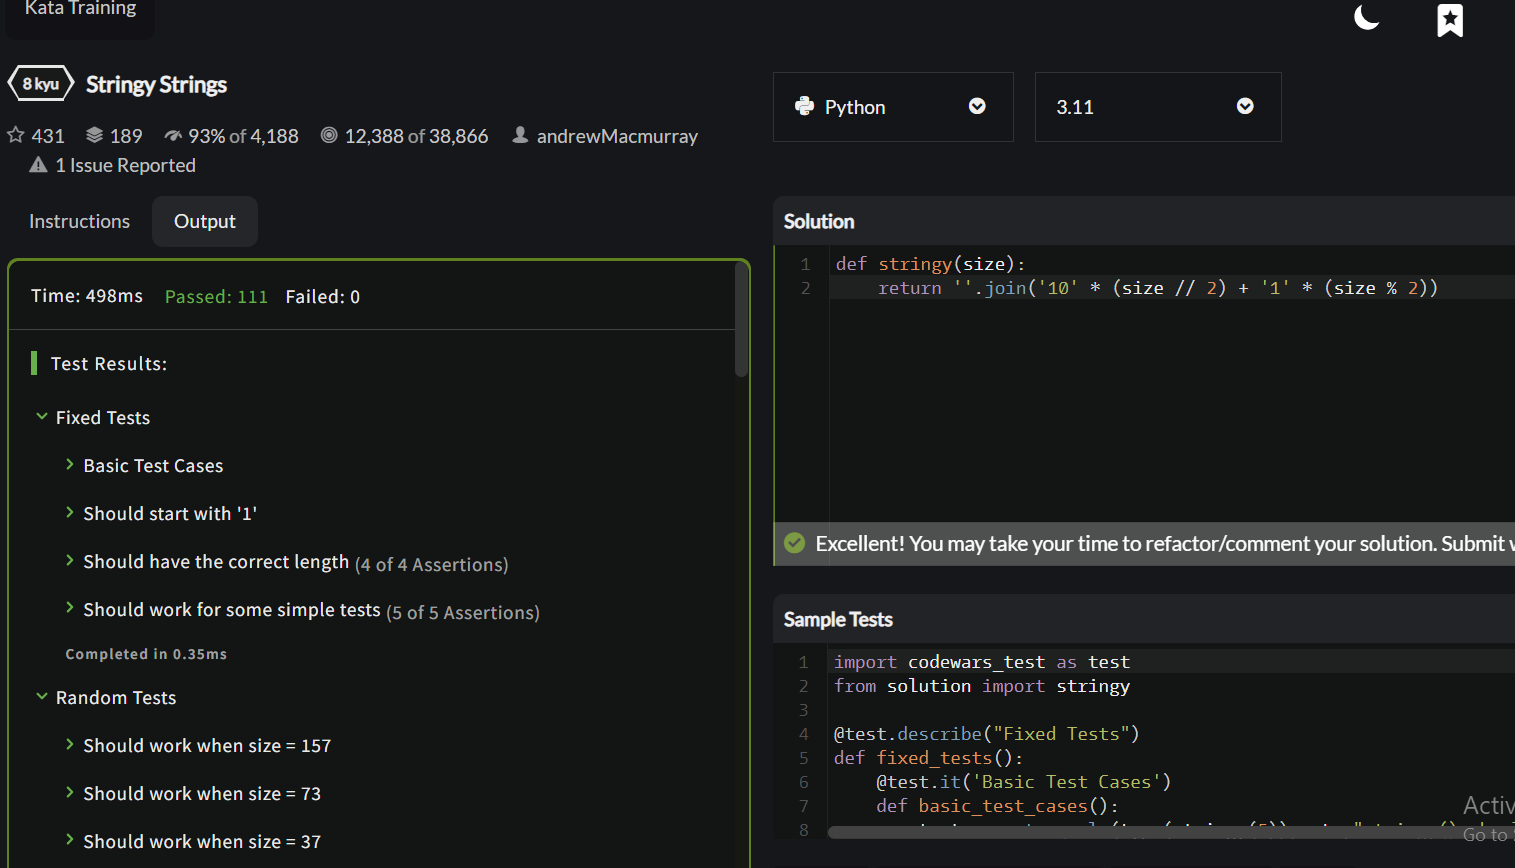 Kata Training
8 kyu Stringy Strings
431 189 93% of 4,188 12,388 of 38,866 andrewMacmurray
1 Issue Reported
Instructions Output
Time: 498ms Passed: 111 Failed: 0
Test Results:
Fixed Tests
Basic Test Cases
Should start with '1'
Should have the correct length (4 of 4 Assertions)
Should work for some simple tests (5 of 5 Assertions)
Completed in 0.35ms
Random Tests
Should work when size = 157
Should work when size = 73
Should work when size = 37
Python 3.11
Solution
1 def stringy(size):
2 return ''.join('10' * (size // 2) + '1' * (size % 2))
Excellent! You may take your time to refactor/comment your solution. Submit
Sample Tests
1 import codewars_test as test
2 from solution import stringy
3
4 @test.describe("Fixed Tests")
5 def fixed_tests():
6 @test.it('Basic Test Cases')
7 def basic_test_cases():
8
Activ
Go to